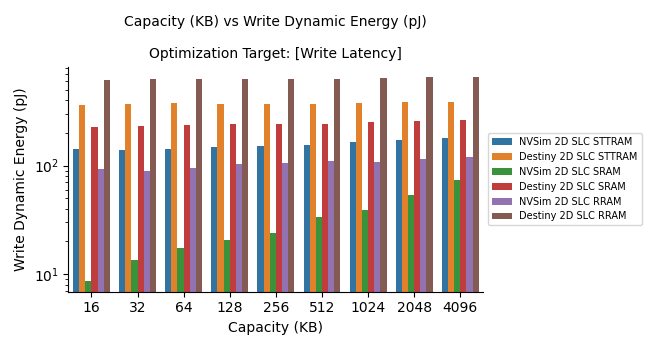 Capacity (KB) vs Write Dynamic Energy (pJ)
Optimization Target: [Write Latency]
Write Dynamic Energy (pJ)
10²
10¹
16 32 64 128 256 512 1024 2048 4096
Capacity (KB)
NVSim 2D SLC STTRAM
Destiny 2D SLC STTRAM
NVSim 2D SLC SRAM
Destiny 2D SLC SRAM
NVSim 2D SLC RRAM
Destiny 2D SLC RRAM